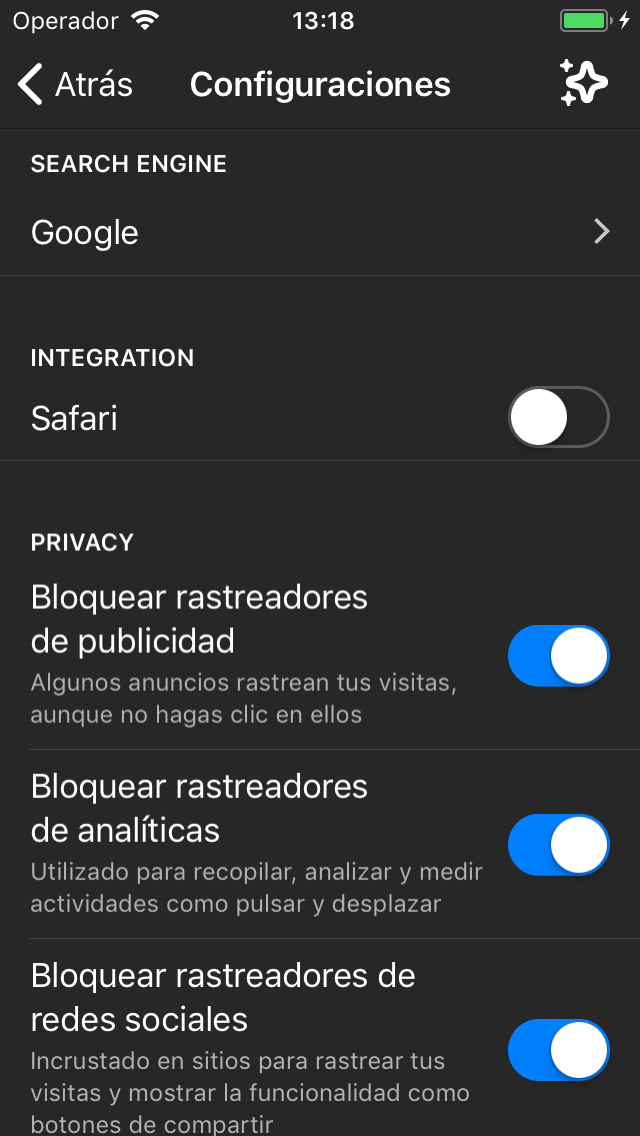 Operador 13:18
Atrás Configuraciones
SEARCH ENGINE
Google
INTEGRATION
Safari
PRIVACY
Bloquear rastreadores
de publicidad
Algunos anuncios rastrean tus visitas,
aunque no hagas clic en ellos
Bloquear rastreadores
de analíticas
Utilizado para recopilar, analizar y medir
actividades como pulsar y desplazar
Bloquear rastreadores de
redes sociales
Incrustado en sitios para rastrear tus
visitas y mostrar la funcionalidad como
botones de compartir